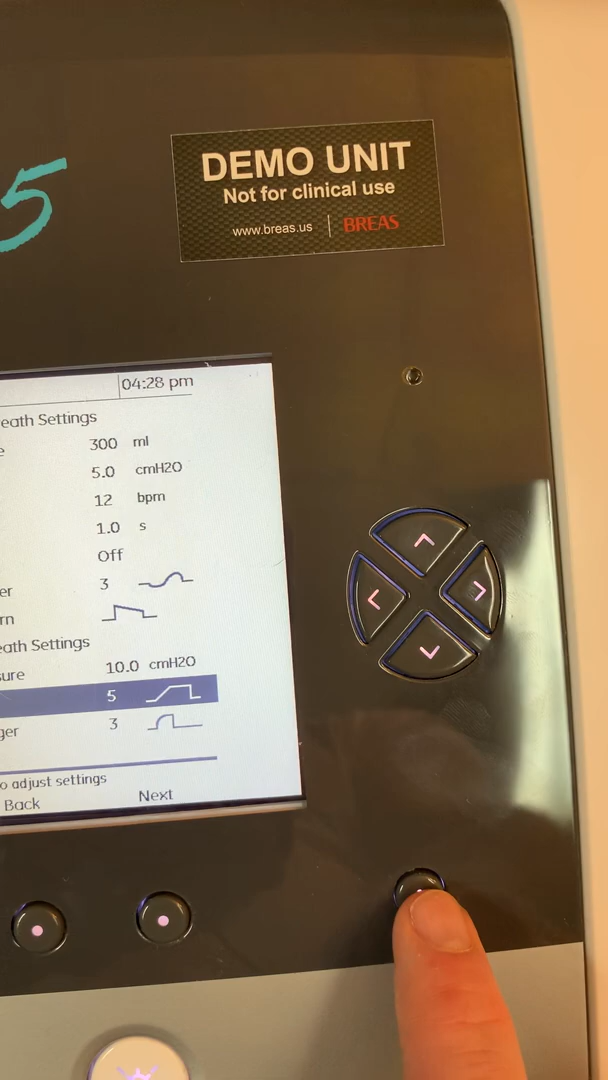 5
DEMO UNIT
Not for clinical use
www.breas.us | BREAS
04:28 pm
eath Settings
e 300 ml
5.0 cmH2O
12 bpm
1.0 s
Off
er 3
rn
eath Settings
sure 10.0 cmH2O
5
ger 3
o adjust settings
Back Next